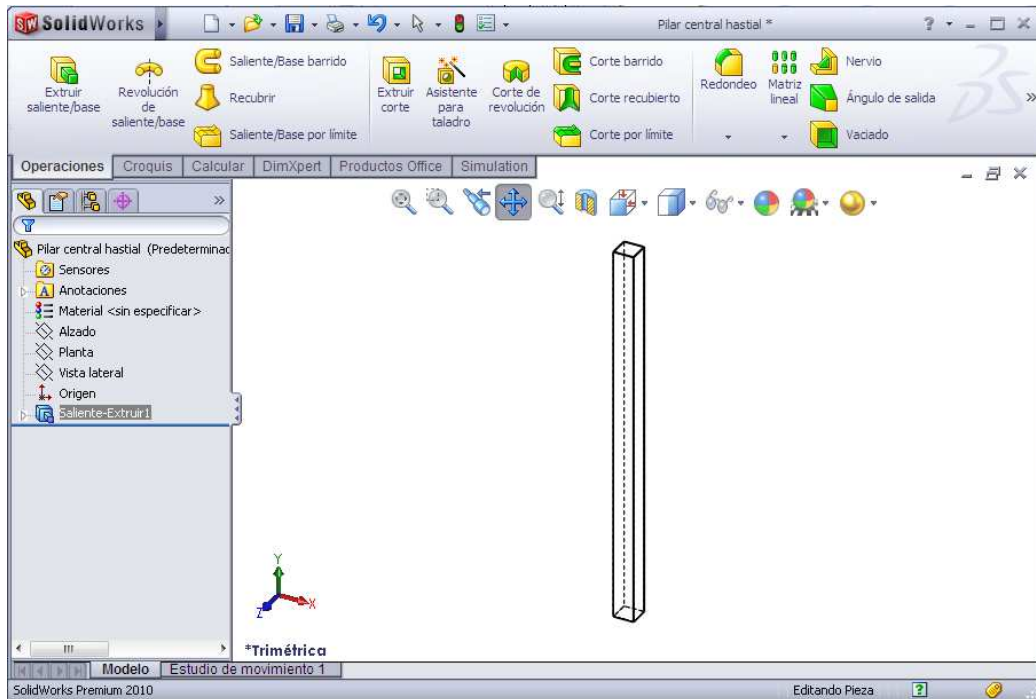 SolidWorks Pilar central hastial * ?
Extruir saliente/base
Revolución de saliente/base
Saliente/Base barrido
Recubrir
Saliente/Base por límite
Extruir corte
Asistente para taladro
Corte de revolución
Corte barrido
Corte recubierto
Corte por límite
Redondeo
Matriz lineal
Nervio
Ángulo de salida
Vaciado
Operaciones Croquis Calcular DimXpert Productos Office Simulation
Pilar central hastial (Predeterminac
Sensores
Anotaciones
Material <sin especificar>
Alzado
Planta
Vista lateral
Origen
Saliente-Extruir1
Y
X
Z
*Trimétrica
Modelo Estudio de movimiento 1
SolidWorks Premium 2010 Editando Pieza ?